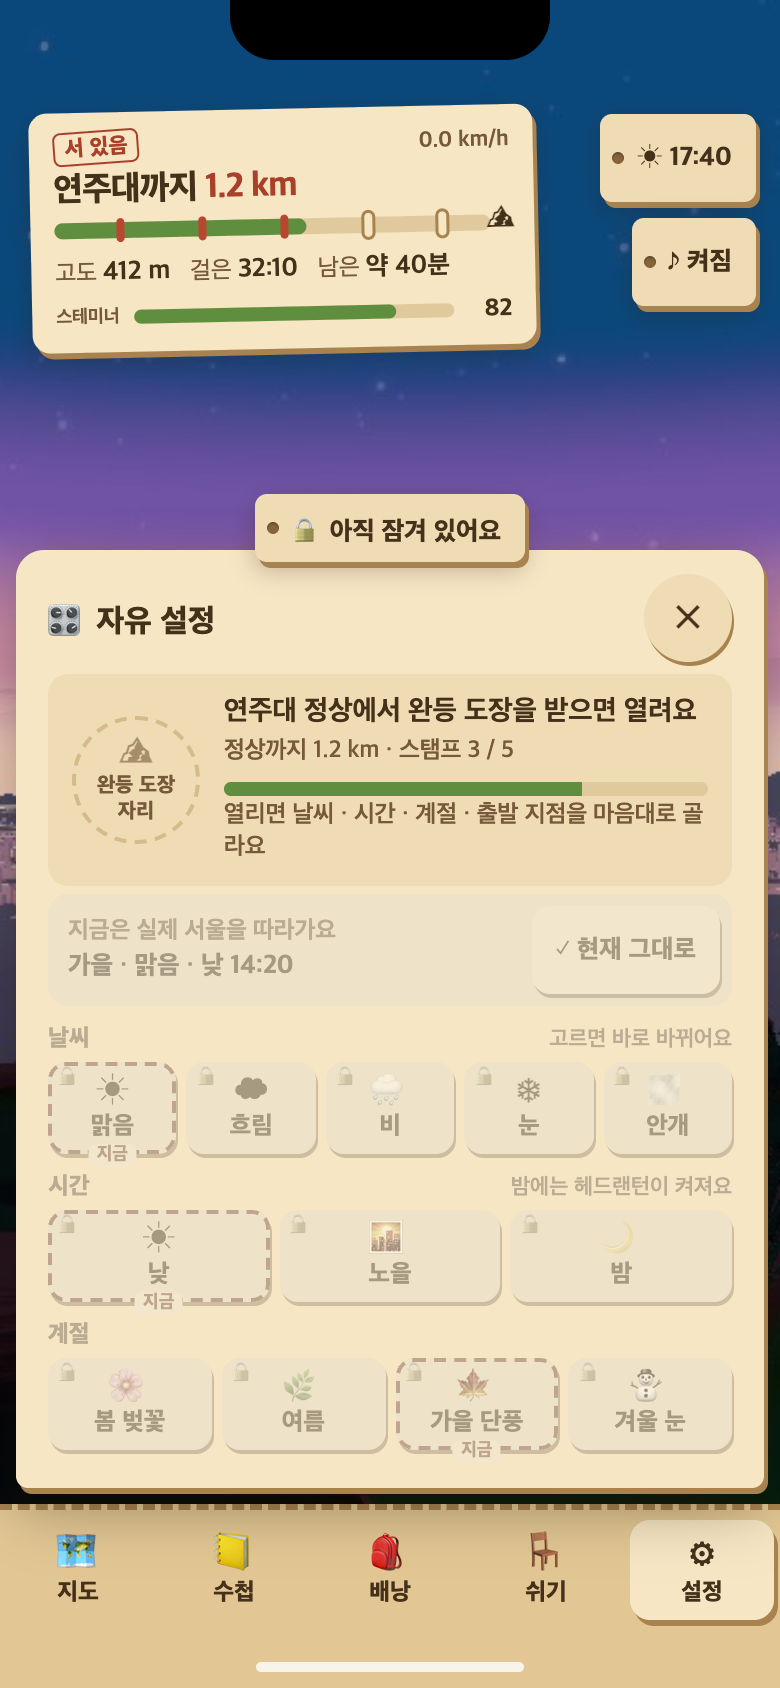 서 있음
0.0 km/h
연주대까지 1.2 km
고도 412 m 걸은 32:10 남은 약 40분
스테미너 82
17:40
♪ 켜짐
아직 잠겨 있어요
자유 설정
완등 도장
자리
연주대 정상에서 완등 도장을 받으면 열려요
정상까지 1.2 km · 스탬프 3 / 5
열리면 날씨 · 시간 · 계절 · 출발 지점을 마음대로 골
라요
지금은 실제 서울을 따라가요
가을 · 맑음 · 낮 14:20
✓ 현재 그대로
날씨
고르면 바로 바뀌어요
맑음
지금
흐림
비
눈
안개
시간
밤에는 헤드랜턴이 켜져요
낮
지금
노을
밤
계절
봄 벚꽃
여름
가을 단풍
지금
겨울 눈
지도
수첩
배낭
쉬기
설정